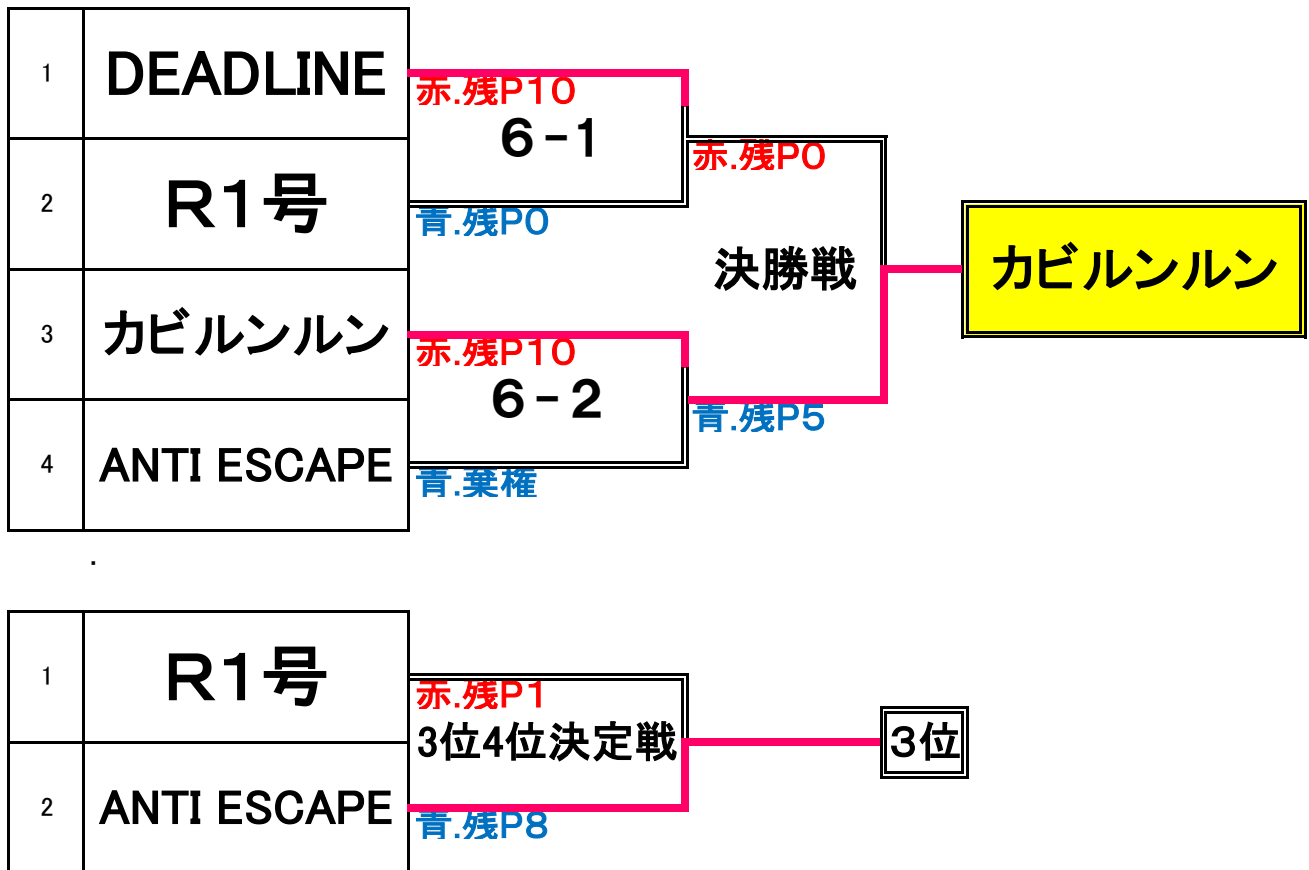 1 DEADLINE
赤.残P10
6-1
赤.残P0
2 R1号
青.残P0
決勝戦
カビルンルン
3 カビルンルン
赤.残P10
6-2
青.残P5
4 ANTI ESCAPE
青.棄権
.
1 R1号
赤.残P1
3位4位決定戦
3位
2 ANTI ESCAPE
青.残P8